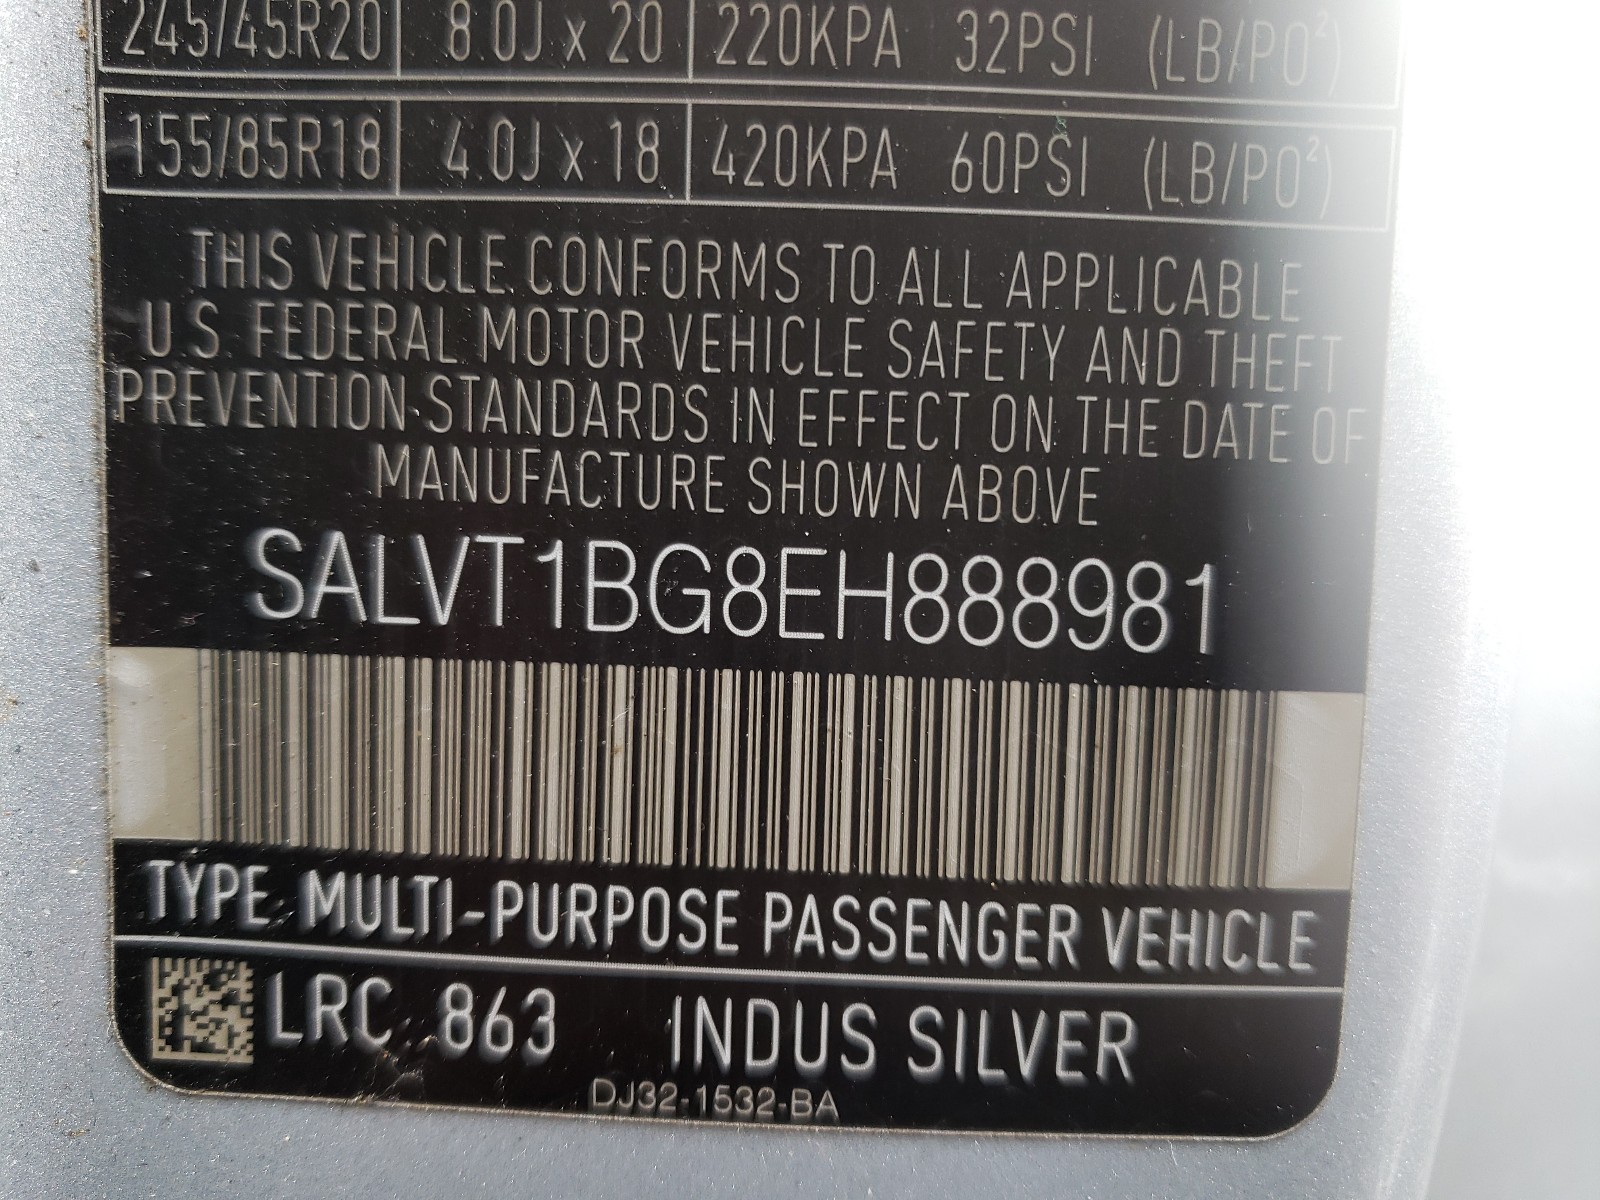 245/45R20 8.0J x 20 220KPA 32PSI (LB/PO²)
155/85R18 4.0J x 18 420KPA 60PSI (LB/PO²)
THIS VEHICLE CONFORMS TO ALL APPLICABLE
U.S. FEDERAL MOTOR VEHICLE SAFETY AND THEFT
PREVENTION STANDARDS IN EFFECT ON THE DATE OF
MANUFACTURE SHOWN ABOVE
SALVT1BG8EH888981
TYPE MULTI-PURPOSE PASSENGER VEHICLE
LRC 863 INDUS SILVER
DJ32-1532-BA